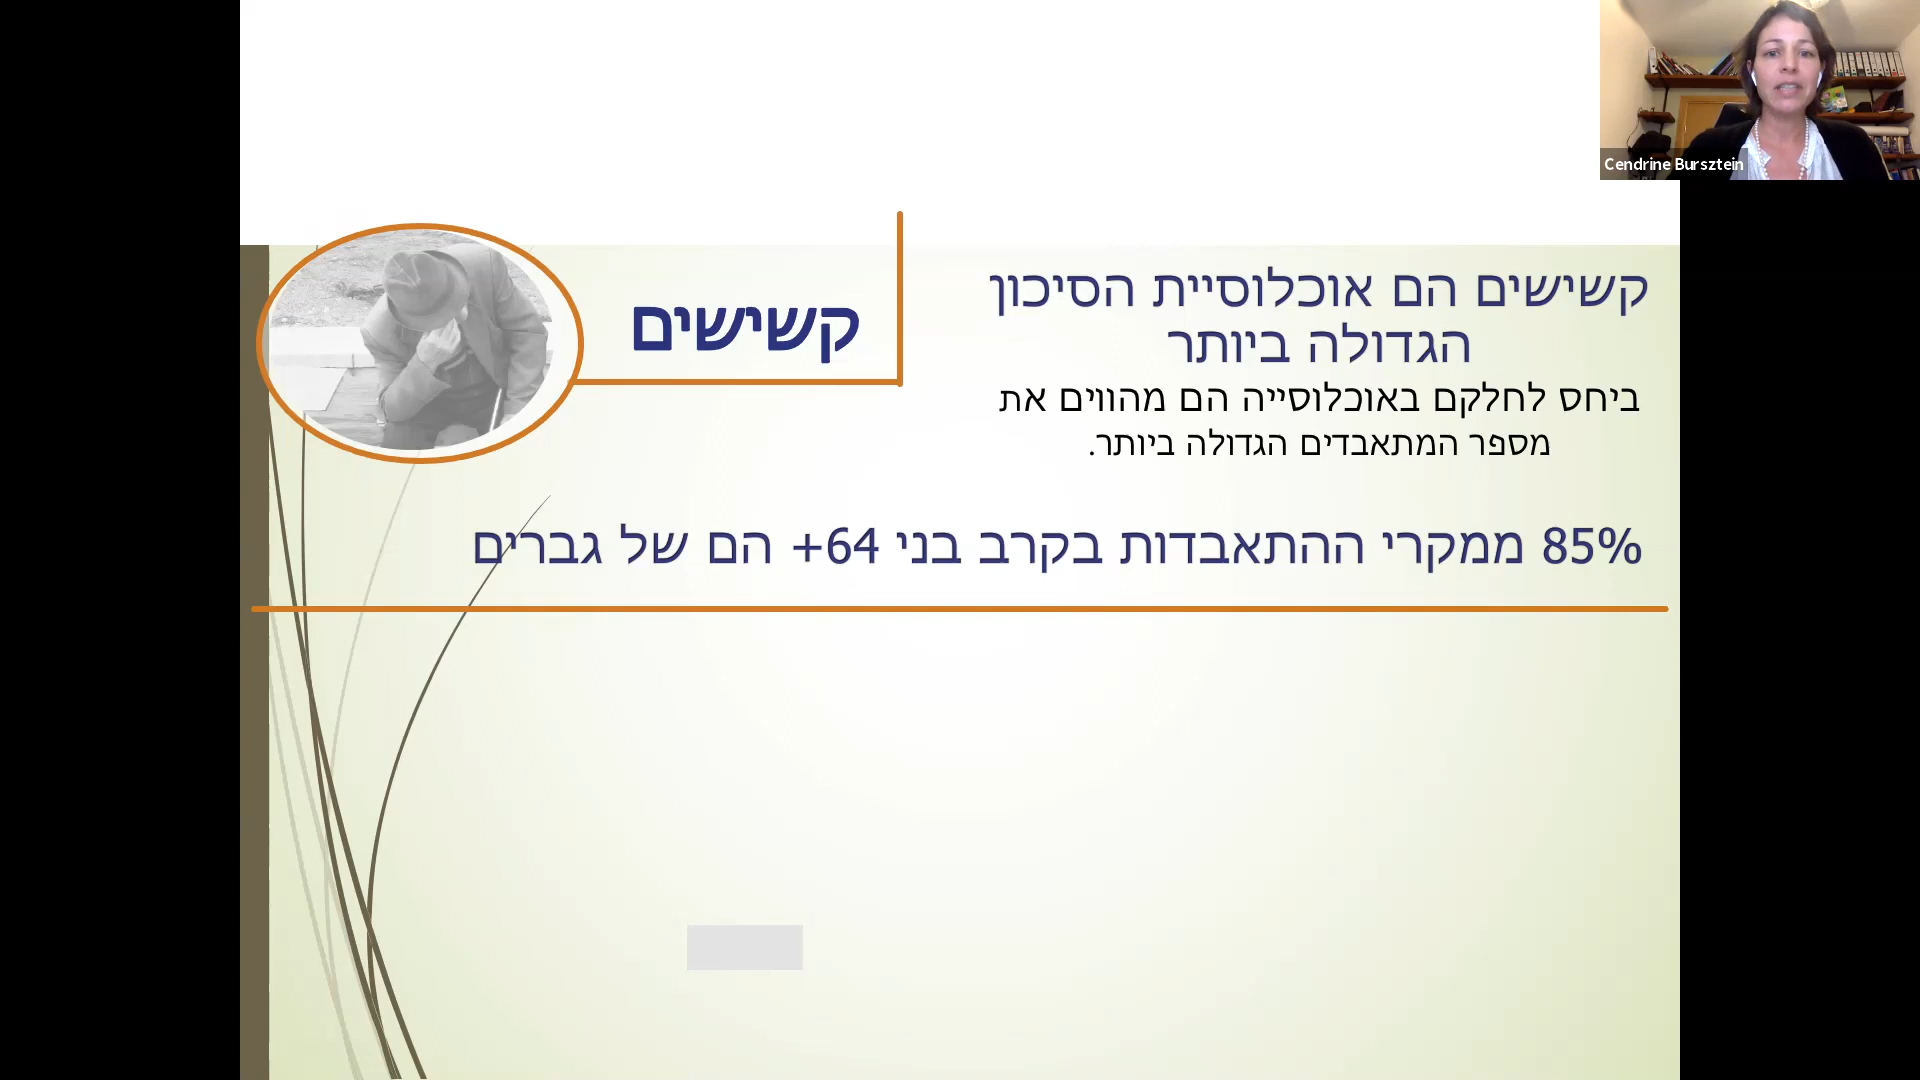 Cendrine Bursztein
קשישים
קשישים הם אוכלוסיית הסיכון
הגדולה ביותר
ביחס לחלקם באוכלוסייה הם מהווים את
מספר המתאבדים הגדולה ביותר.
85% ממקרי ההתאבדות בקרב בני 64+ הם של גברים